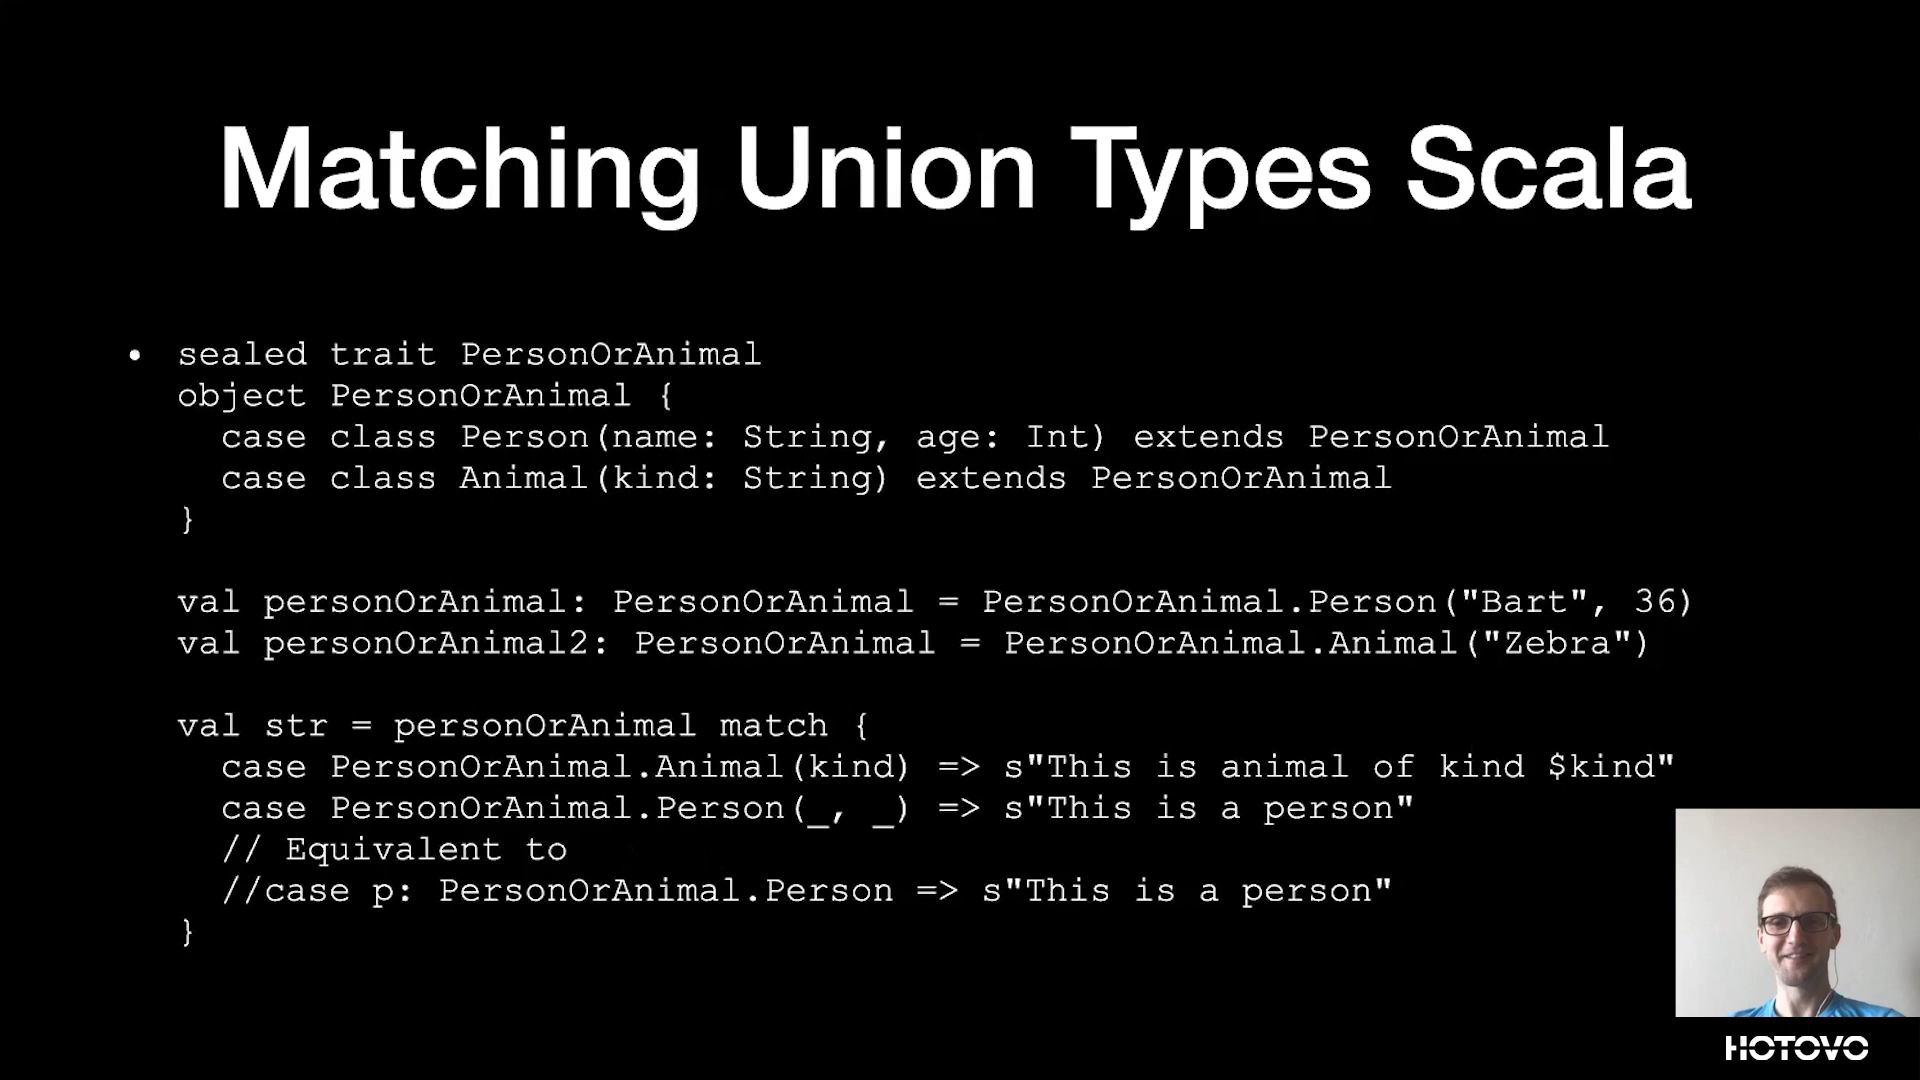 Matching Union Types Scala
• sealed trait PersonOrAnimal
object PersonOrAnimal {
  case class Person(name: String, age: Int) extends PersonOrAnimal
  case class Animal(kind: String) extends PersonOrAnimal
}

val personOrAnimal: PersonOrAnimal = PersonOrAnimal.Person("Bart", 36)
val personOrAnimal2: PersonOrAnimal = PersonOrAnimal.Animal("Zebra")

val str = personOrAnimal match {
  case PersonOrAnimal.Animal(kind) => s"This is animal of kind $kind"
  case PersonOrAnimal.Person(_, _) => s"This is a person"
  // Equivalent to
  //case p: PersonOrAnimal.Person => s"This is a person"
}
HOTOVO